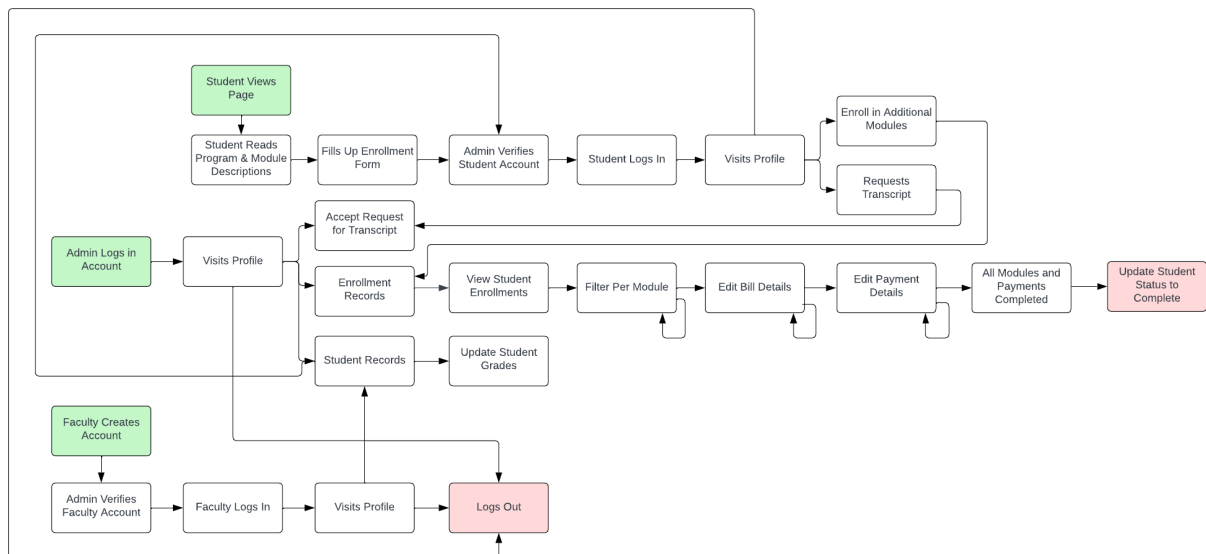 Student Views
Page
Student Reads
Program & Module
Descriptions
Fills Up Enrollment
Form
Admin Verifies
Student Account
Student Logs In
Visits Profile
Enroll in Additional
Modules
Requests
Transcript
Accept Request
for Transcript
Admin Logs in
Account
Visits Profile
Enrollment
Records
View Student
Enrollments
Filter Per Module
Edit Bill Details
Edit Payment
Details
All Modules and
Payments
Completed
Update Student
Status to
Complete
Student Records
Update Student
Grades
Faculty Creates
Account
Admin Verifies
Faculty Account
Faculty Logs In
Visits Profile
Logs Out